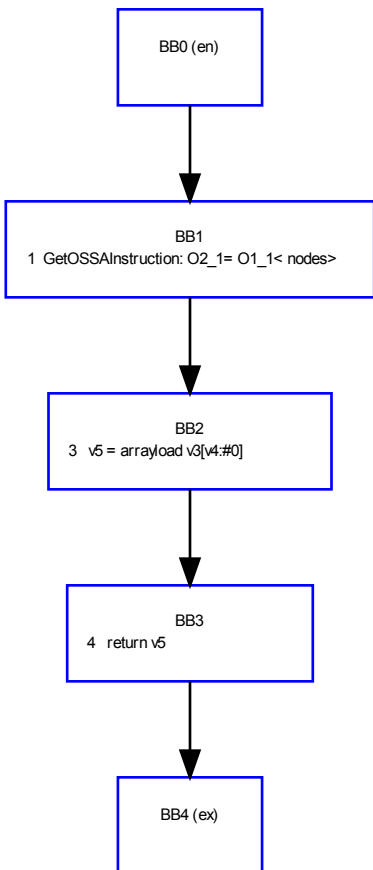 BB0 (en)
BB1
1 GetOSSAInstruction: O2_1= O1_1< nodes>
BB2
3 v5 = arrayload v3[v4:#0]
BB3
4 return v5
BB4 (ex)